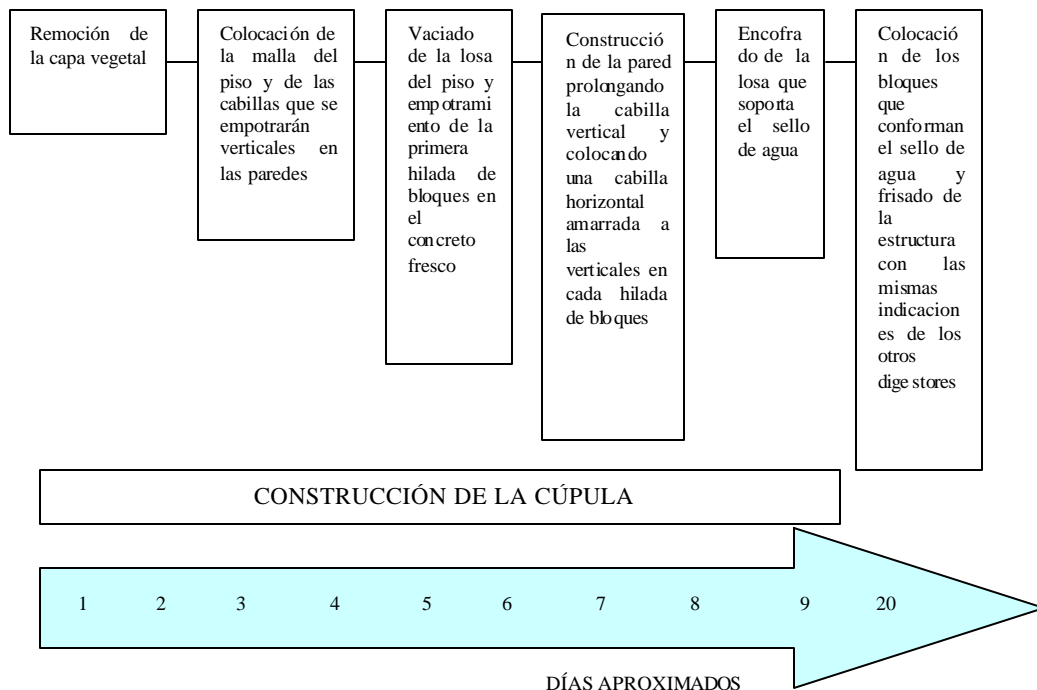 Remoción de
la capa vegetal
Colocación de
la malla del
piso y de las
cabillas que se
empotrarán
verticales en
las paredes
Vaciado
de la losa
del piso y
empotrami
ento de la
primera
hilada de
bloques en
el
concreto
fresco
Construcció
n de la pared
prolongando
la cabilla
vertical y
colocando
una cabilla
horizontal
amarrada a
las
verticales en
cada hilada
de bloques
Encofra
do de la
losa que
soporta
el sello
de agua
Colocació
n de los
bloques
que
conforman
el sello de
agua y
frisado de
la
estructura
con las
mismas
indicacion
es de los
otros
digestores
CONSTRUCCIÓN DE LA CÚPULA
1 2 3 4 5 6 7 8 9 20
DÍAS APROXIMADOS